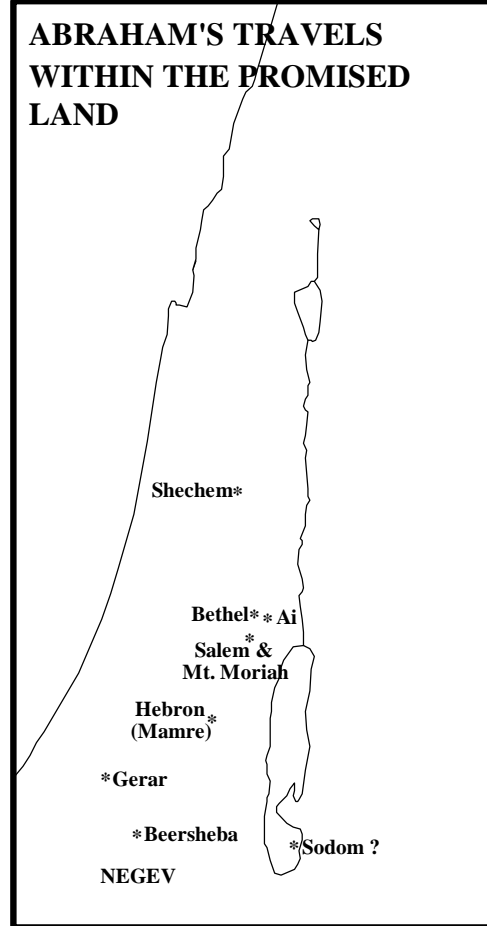 ABRAHAM'S TRAVELS
WITHIN THE PROMISED
LAND
Shechem*
Bethel* * Ai
*
Salem &
Mt. Moriah
Hebron
(Mamre)*
*Gerar
*Beersheba
*Sodom ?
NEGEV